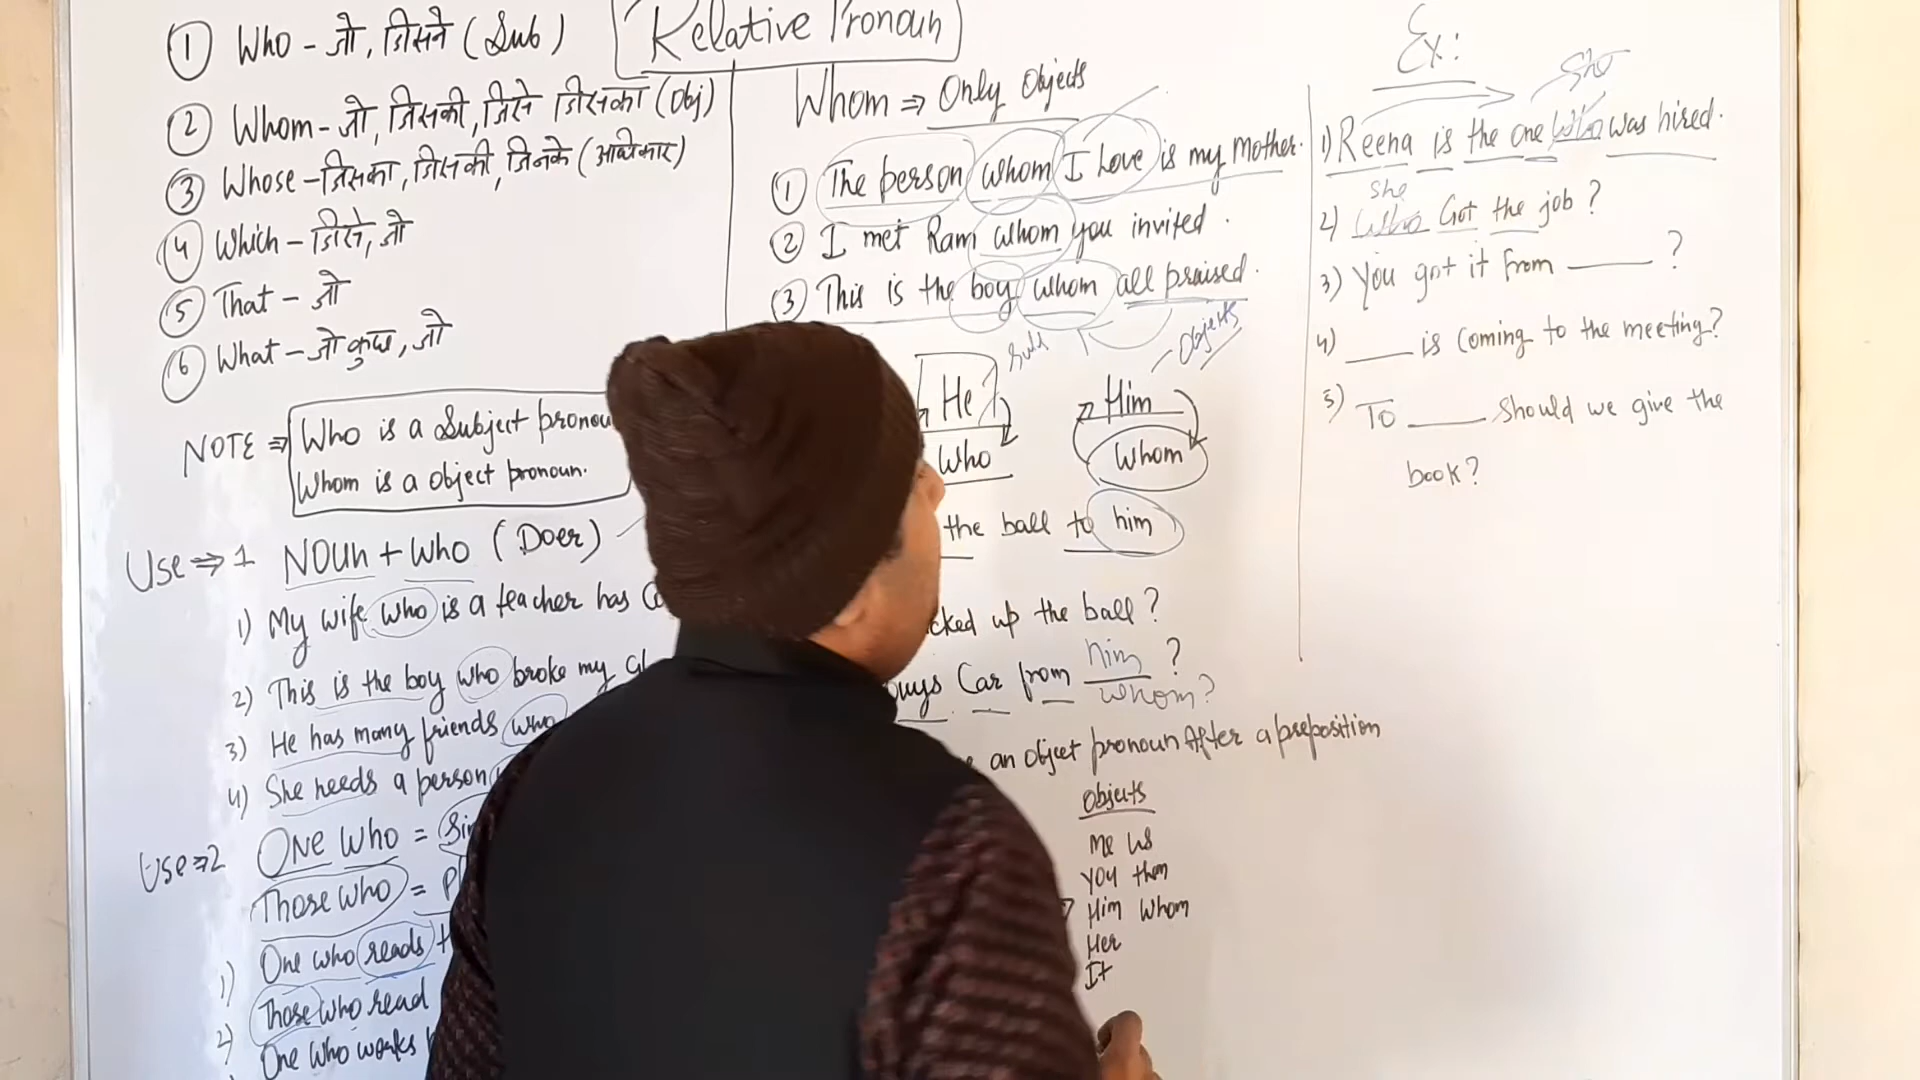 Relative Pronoun
① Who - जो, जिसने (Sub)
② Whom - जो, जिसकी, जिसे जिसका (Obj)
③ Whose - जिसका, जिसकी, जिनके (अधिकार)
④ Which - जिसे, जो
⑤ That - जो
⑥ What - जो कुछ, जो
NOTE ⇒ Who is a Subject pronou
Whom is a object pronoun.
Use ⇒ 1 NOUN + Who (Doer)
1) My wife who is a teacher has
2) This is the boy who broke my
3) He has many friends who
4) She needs a person
Use ⇒ 2 ONE Who = Si
Those who = P
1) One who reads
2) Those who read
One who works
Whom ⇒ Only Objects
① The person whom I Love is my Mother.
② I met Ram whom you invited.
③ This is the boy whom all praised.
Sub Objects
He Him
Who Whom
the ball to him
cked up the ball?
uys Car from him ?
whom?
an object pronoun After a preposition
Objects
Me Us
You them
Him Whom
Her
It
Ex:
She
1) Reena is the one Who was hired.
She
2) Who Got the job?
3) You got it from ____ ?
4) ____ is coming to the meeting?
5) To ____ should we give the
book?